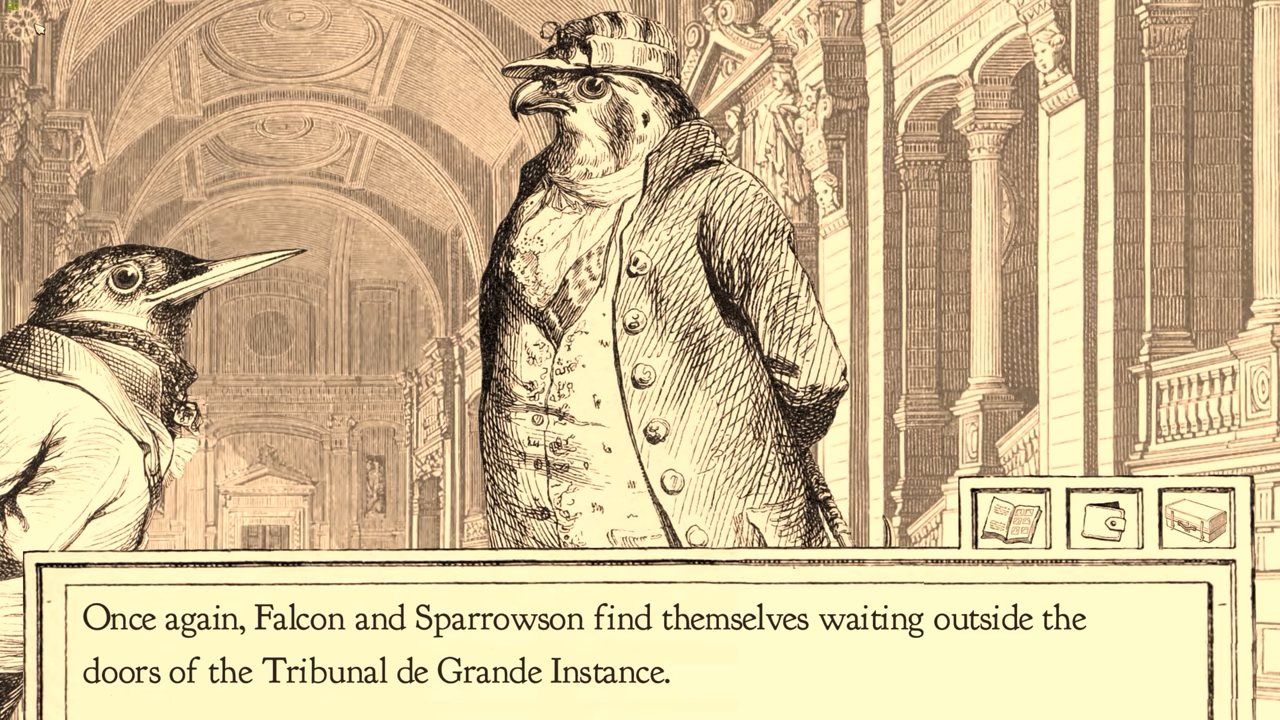 Once again, Falcon and Sparrowson find themselves waiting outside the
doors of the Tribunal de Grande Instance.